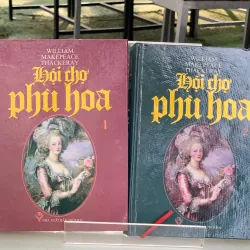 WILLIAM
MAKEPEACE
THACKERAY
Hội chợ
phù hoa
1
WILLIAM
MAKEPEACE
THACKERAY
Hội chợ
phù hoa